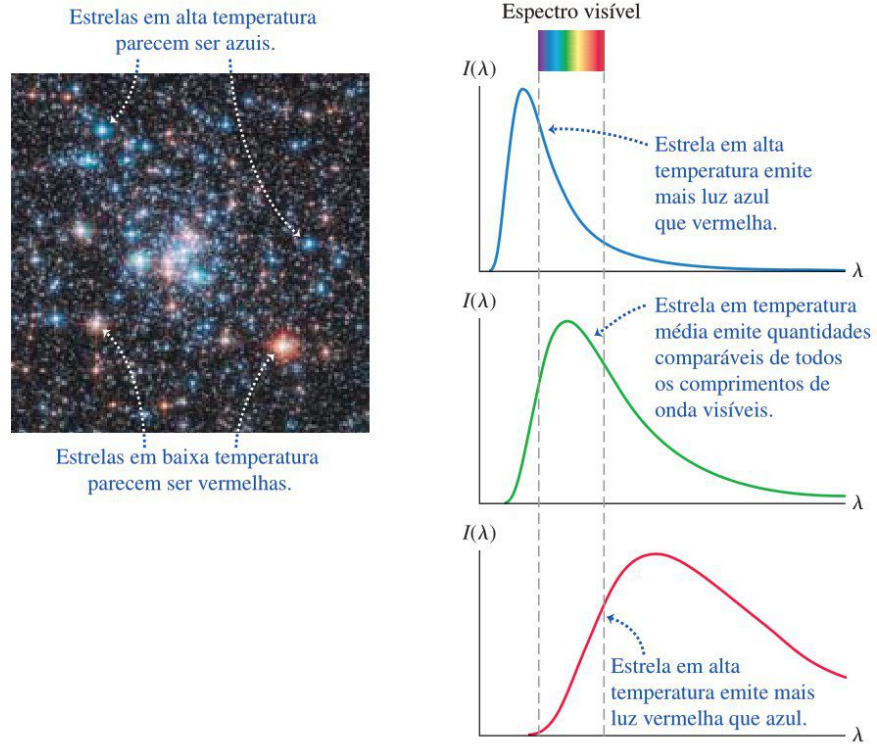 Estrelas em alta temperatura
parecem ser azuis.
Estrelas em baixa temperatura
parecem ser vermelhas.
Espectro visível
I(λ)
Estrela em alta
temperatura emite
mais luz azul
que vermelha.
λ
I(λ)
Estrela em temperatura
média emite quantidades
comparáveis de todos
os comprimentos de
onda visíveis.
λ
I(λ)
Estrela em alta
temperatura emite mais
luz vermelha que azul.
λ